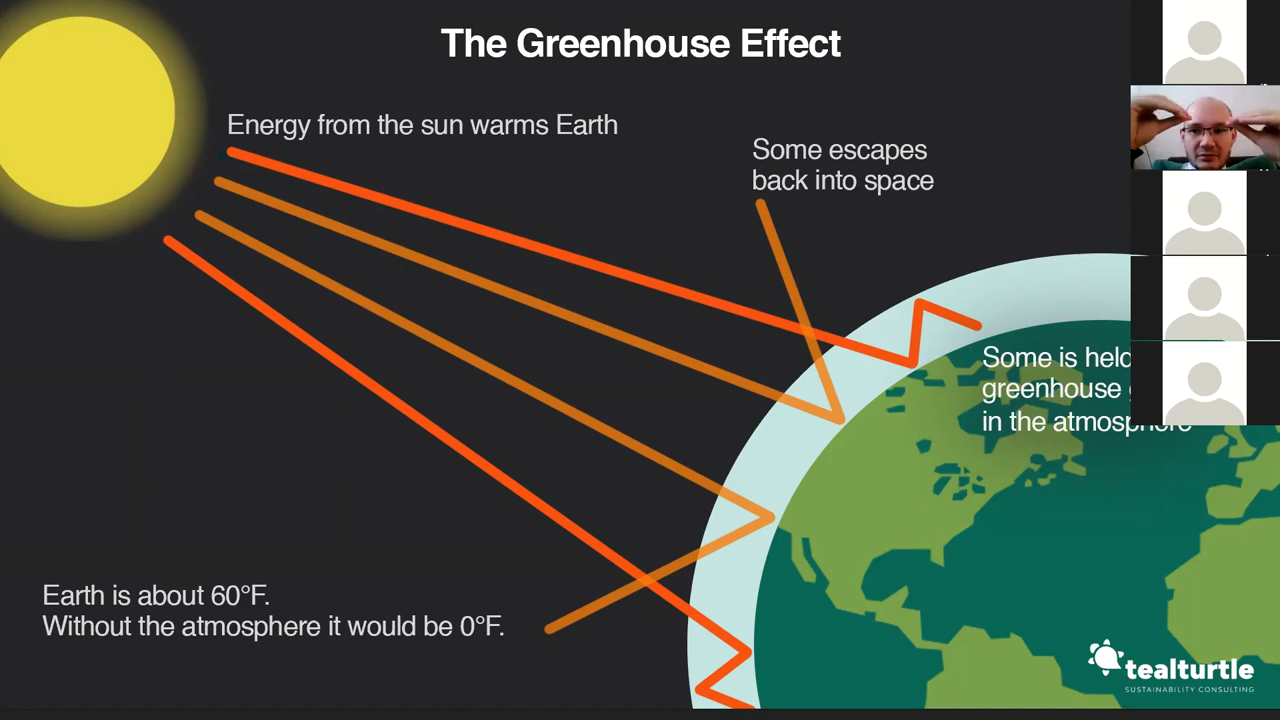 The Greenhouse Effect
Energy from the sun warms Earth
Some escapes
back into space
Some is held
greenhouse
in the atmosphere
Earth is about 60°F.
Without the atmosphere it would be 0°F.
tealturtle
SUSTAINABILITY CONSULTING